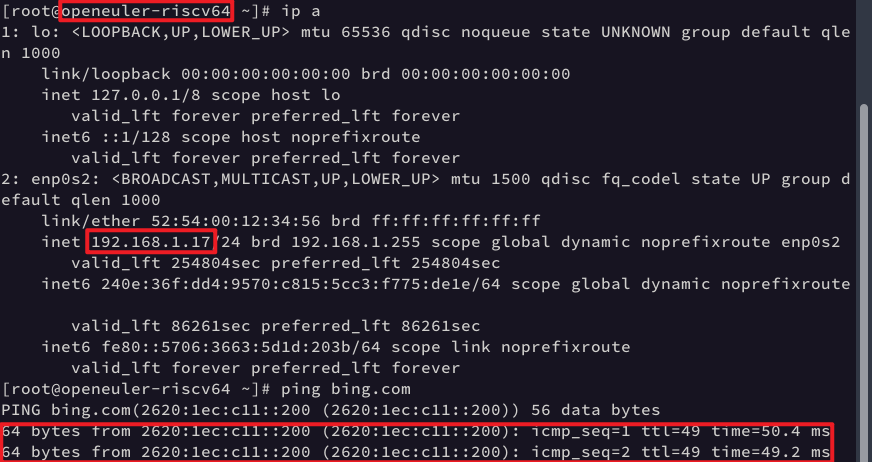 [root@openeuler-riscv64 ~]# ip a
1: lo: <LOOPBACK,UP,LOWER_UP> mtu 65536 qdisc noqueue state UNKNOWN group default qle
n 1000
    link/loopback 00:00:00:00:00:00 brd 00:00:00:00:00:00
    inet 127.0.0.1/8 scope host lo
       valid_lft forever preferred_lft forever
    inet6 ::1/128 scope host noprefixroute
       valid_lft forever preferred_lft forever
2: enp0s2: <BROADCAST,MULTICAST,UP,LOWER_UP> mtu 1500 qdisc fq_codel state UP group d
efault qlen 1000
    link/ether 52:54:00:12:34:56 brd ff:ff:ff:ff:ff:ff
    inet 192.168.1.17/24 brd 192.168.1.255 scope global dynamic noprefixroute enp0s2
       valid_lft 254804sec preferred_lft 254804sec
    inet6 240e:36f:dd4:9570:c815:5cc3:f775:de1e/64 scope global dynamic noprefixroute
       valid_lft 86261sec preferred_lft 86261sec
    inet6 fe80::5706:3663:5d1d:203b/64 scope link noprefixroute
       valid_lft forever preferred_lft forever
[root@openeuler-riscv64 ~]# ping bing.com
PING bing.com(2620:1ec:c11::200 (2620:1ec:c11::200)) 56 data bytes
64 bytes from 2620:1ec:c11::200 (2620:1ec:c11::200): icmp_seq=1 ttl=49 time=50.4 ms
64 bytes from 2620:1ec:c11::200 (2620:1ec:c11::200): icmp_seq=2 ttl=49 time=49.2 ms